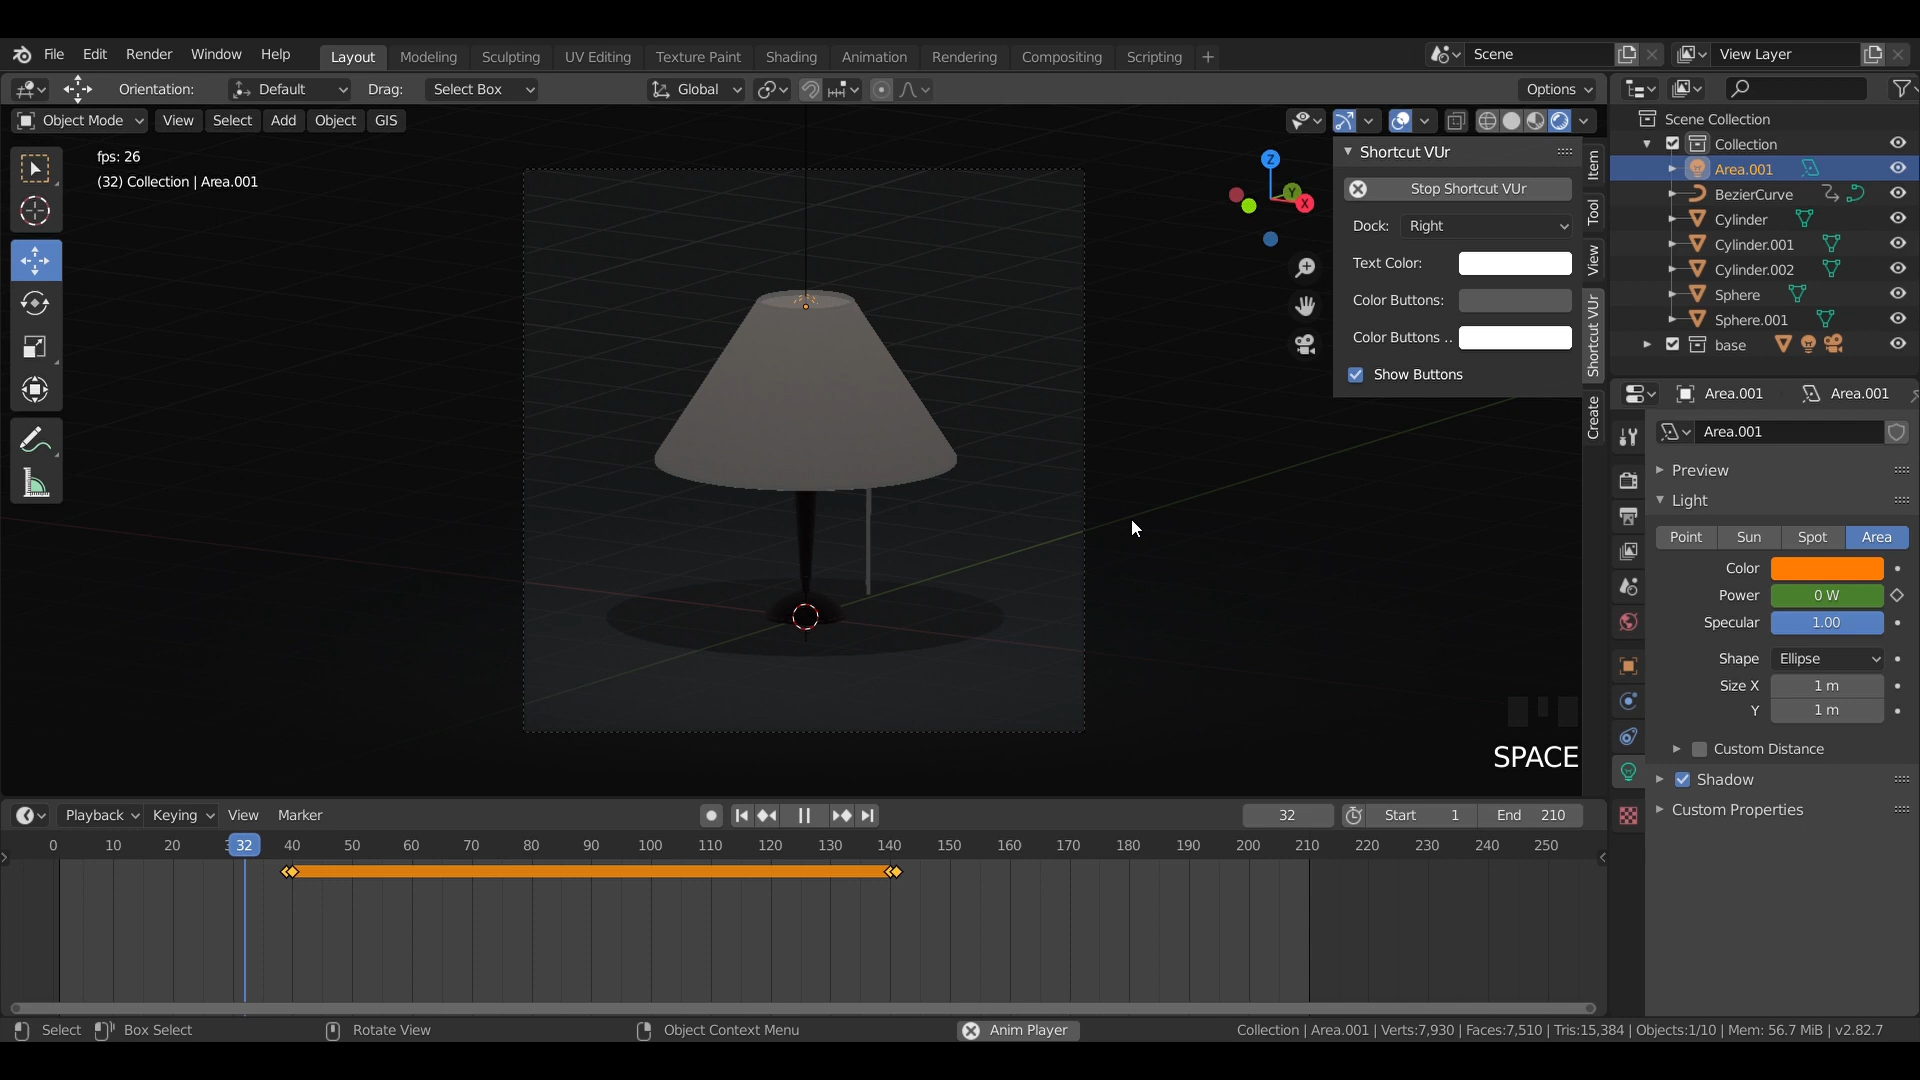 File Edit Render Window Help Layout Modeling Sculpting UV Editing Texture Paint Shading Animation Rendering Compositing Scripting + Scene View Layer
Orientation: Default Drag: Select Box Global Options
Object Mode View Select Add Object GIS
fps: 26
(32) Collection | Area.001
Z
Y
X
Shortcut VUr
Stop Shortcut VUr
Dock: Right
Text Color:
Color Buttons:
Color Buttons ..
Show Buttons
Item
Tool
View
Shortcut VUr
Create
SPACE
Scene Collection
Collection
Area.001
BezierCurve
Cylinder
Cylinder.001
Cylinder.002
Sphere
Sphere.001
base
Area.001 Area.001
Area.001
Preview
Light
Point Sun Spot Area
Color
Power 0 W
Specular 1.00
Shape Ellipse
Size X 1 m
Y 1 m
Custom Distance
Shadow
Custom Properties
Playback Keying View Marker 32 Start 1 End 210
0 10 20 32 40 50 60 70 80 90 100 110 120 130 140 150 160 170 180 190 200 210 220 230 240 250
Select Box Select Rotate View Object Context Menu Anim Player Collection | Area.001 | Verts:7,930 | Faces:7,510 | Tris:15,384 | Objects:1/10 | Mem: 56.7 MiB | v2.82.7